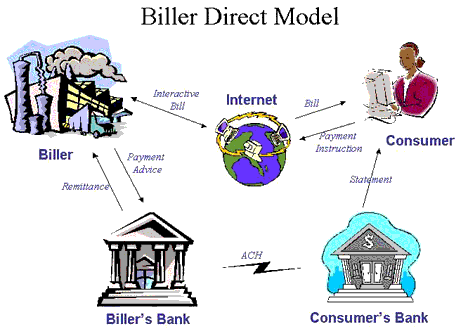 Biller Direct Model
Interactive
Bill
Internet
Bill
Payment
Instruction
Consumer
Biller
Payment
Advice
Remittance
Statement
ACH
$
Biller's Bank
Consumer's Bank